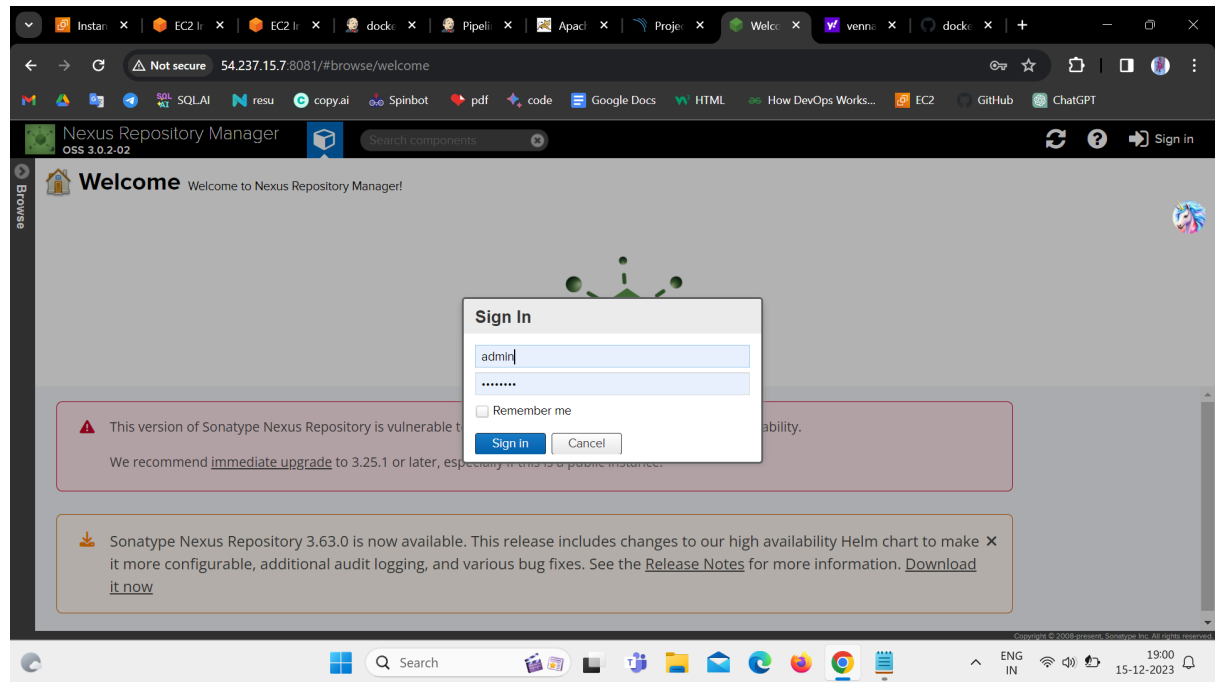 Instan
EC2 Ir
EC2 Ir
docke
Pipeli
Apacl
Projec
Welco
venna
docke
Not secure 54.237.15.7:8081/#browse/welcome
SQL.AI resu copy.ai Spinbot pdf code Google Docs HTML How DevOps Works... EC2 GitHub ChatGPT
Nexus Repository Manager
OSS 3.0.2-02
Search components
Sign in
Browse
Welcome Welcome to Nexus Repository Manager!
Sign In
admin
Remember me
Sign in Cancel
This version of Sonatype Nexus Repository is vulnerable ability.
We recommend immediate upgrade to 3.25.1 or later, especially if this is a public instance.
Sonatype Nexus Repository 3.63.0 is now available. This release includes changes to our high availability Helm chart to make
it more configurable, additional audit logging, and various bug fixes. See the Release Notes for more information. Download
it now
Copyright © 2008-present, Sonatype Inc. All rights reserved.
Search
ENG
IN
19:00
15-12-2023